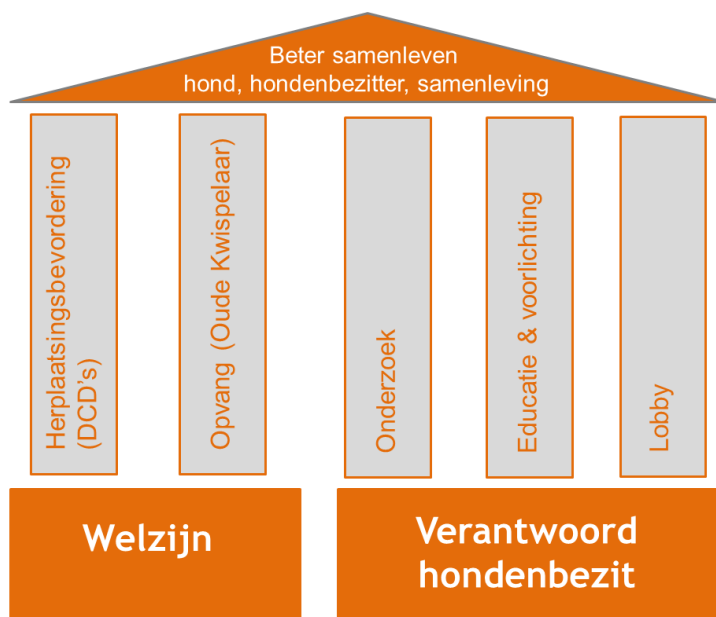 Beter samenleven
hond, hondenbezitter, samenleving
Herplaatsingsbevordering
(DCD's)
Opvang (Oude Kwispelaar)
Onderzoek
Educatie & voorlichting
Lobby
Welzijn
Verantwoord
hondenbezit